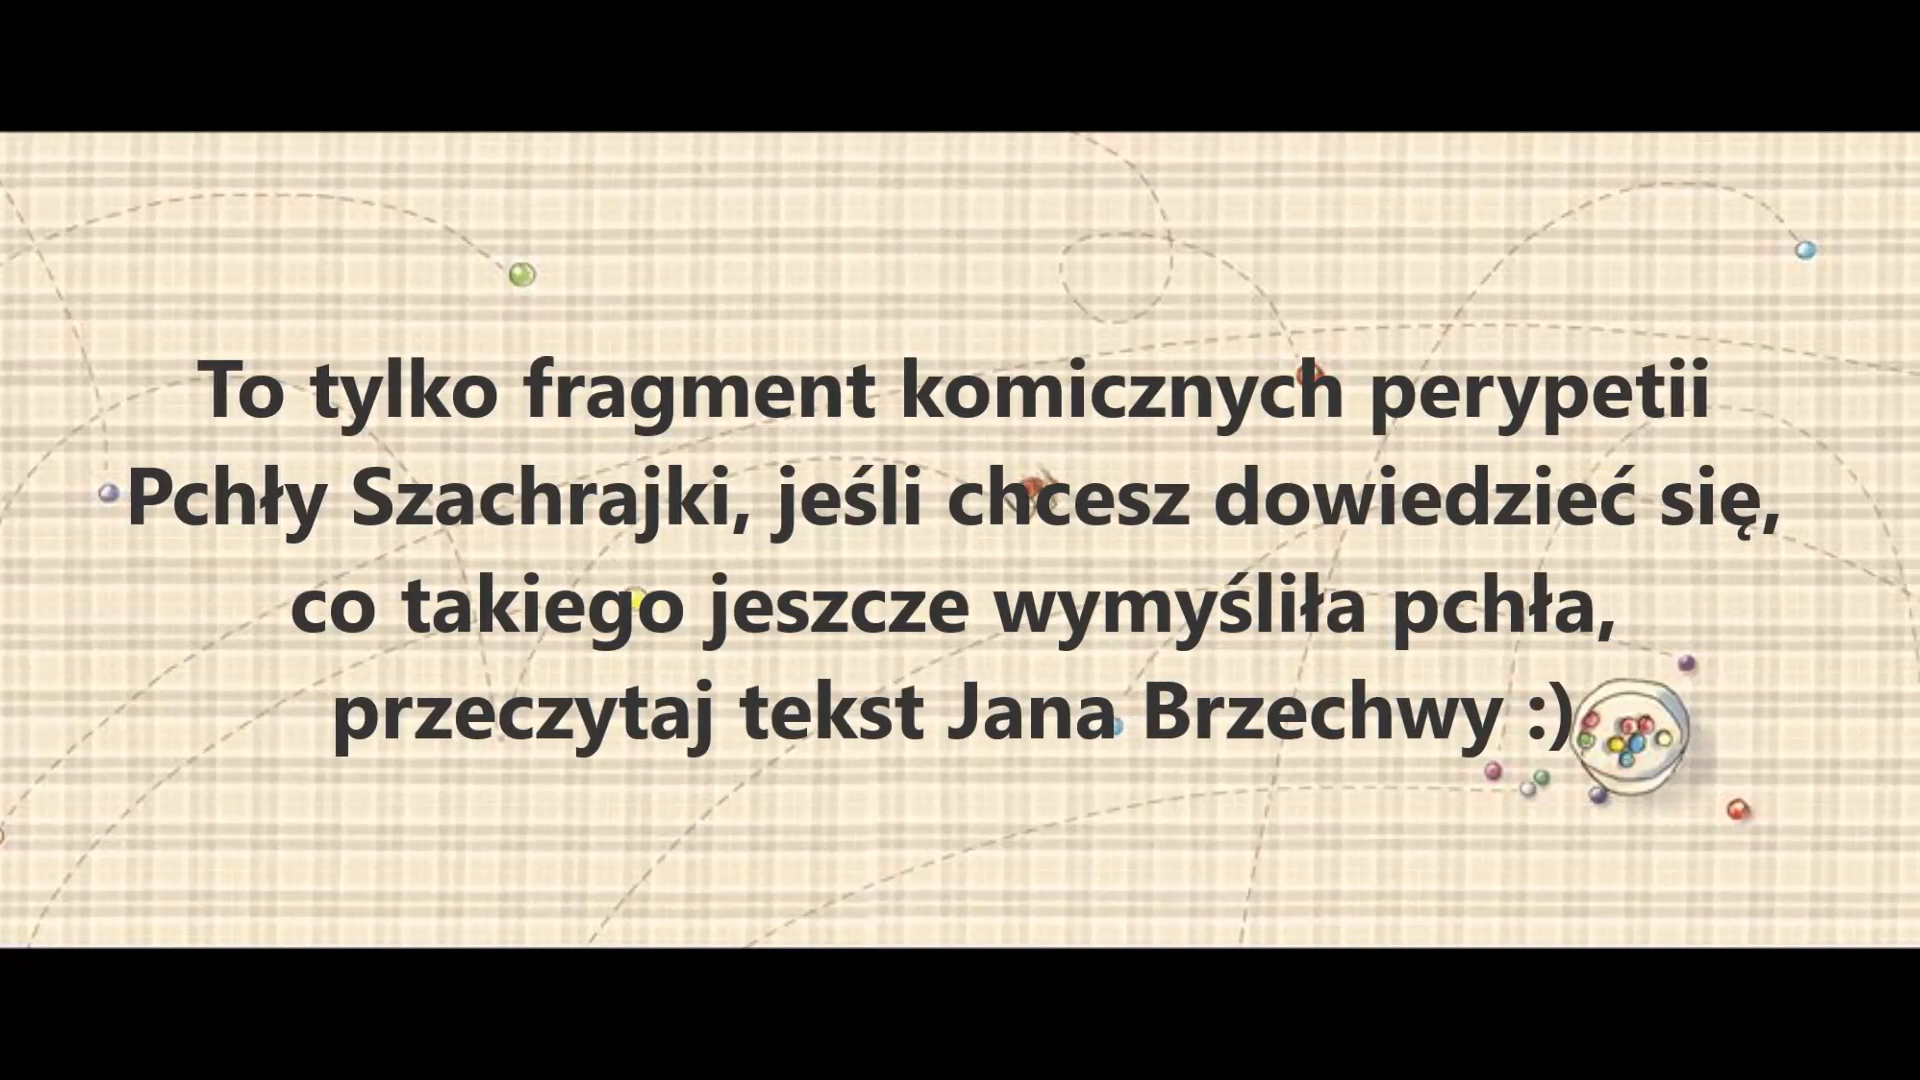 To tylko fragment komicznych perypetii
Pchły Szachrajki, jeśli chcesz dowiedzieć się,
co takiego jeszcze wymyśliła pchła,
przeczytaj tekst Jana Brzechwy :)